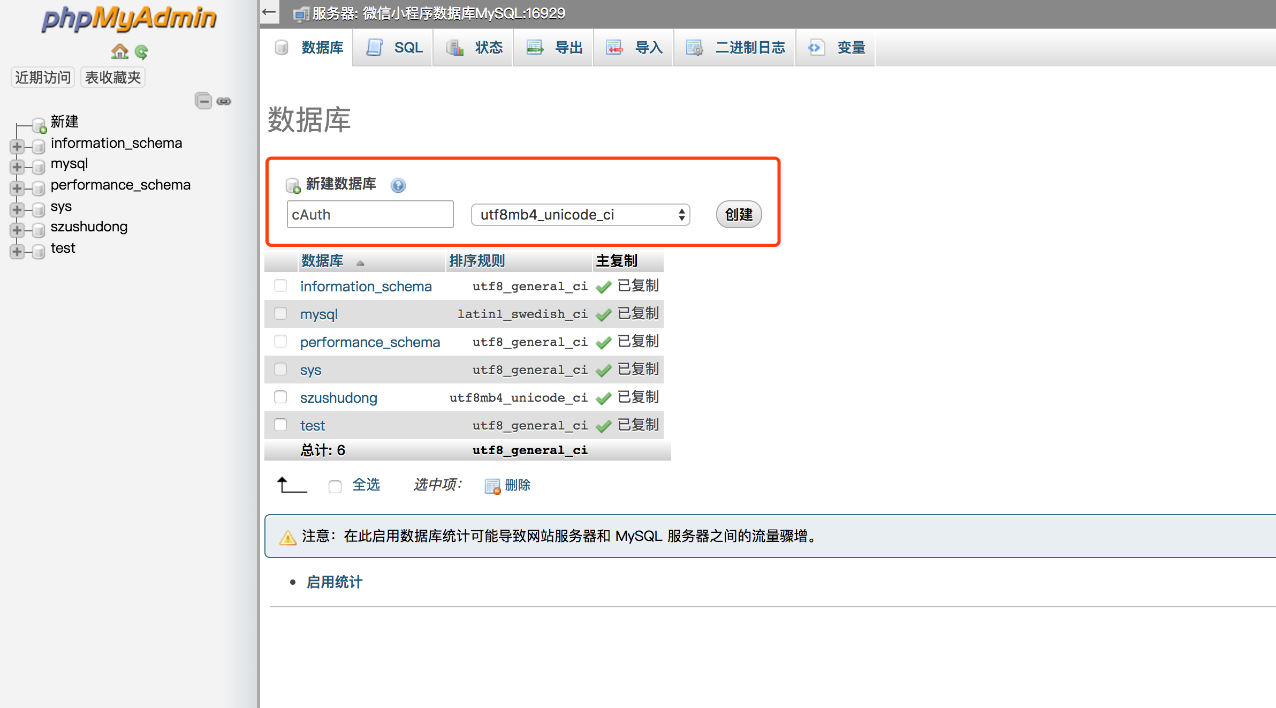 phpMyAdmin
近期访问 表收藏夹
新建
information_schema
mysql
performance_schema
sys
szushudong
test
服务器: 微信小程序数据库MySQL:16929
数据库 SQL 状态 导出 导入 二进制日志 变量
数据库
新建数据库
cAuth utf8mb4_unicode_ci 创建
数据库 排序规则 主复制
information_schema utf8_general_ci 已复制
mysql latin1_swedish_ci 已复制
performance_schema utf8_general_ci 已复制
sys utf8_general_ci 已复制
szushudong utf8mb4_unicode_ci 已复制
test utf8_general_ci 已复制
总计: 6 utf8_general_ci
全选 选中项: 删除
注意：在此启用数据库统计可能导致网站服务器和 MySQL 服务器之间的流量骤增。
启用统计